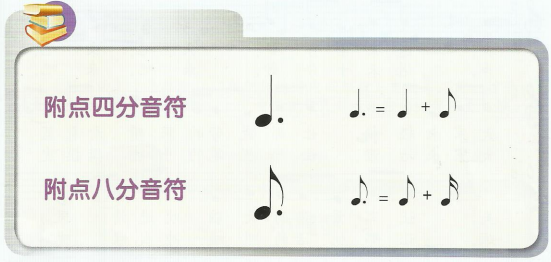 附点四分音符
= +
附点八分音符
= +